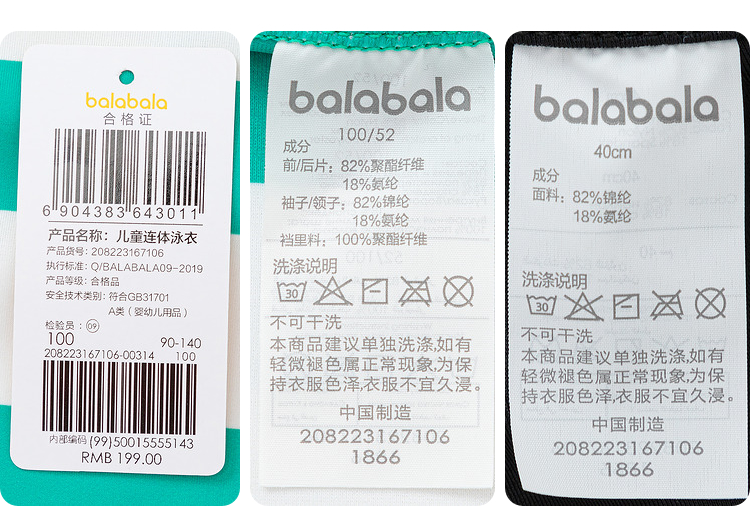 balabala
合格证
6 904383 643011
产品名称：儿童连体泳衣
产品货号：208223167106
执行标准：Q/BALABALA09-2019
产品等级：合格品
安全技术类别：符合GB31701
A类（婴幼儿用品）
检验员：09
100 90-140
208223167106-00314 100
内部编码 (99)50015555143
RMB 199.00
balabala
100/52
成分
前/后片：82%聚酯纤维
18%氨纶
袖子/领子：82%锦纶
18%氨纶
裆里料：100%聚酯纤维
洗涤说明
30
不可干洗
本商品建议单独洗涤,如有
轻微褪色属正常现象,为保
持衣服色泽,衣服不宜久浸。
中国制造
208223167106
1866
balabala
40cm
成分
面料：82%锦纶
18%氨纶
洗涤说明
30
不可干洗
本商品建议单独洗涤,如有
轻微褪色属正常现象,为保
持衣服色泽,衣服不宜久浸。
中国制造
208223167106
1866